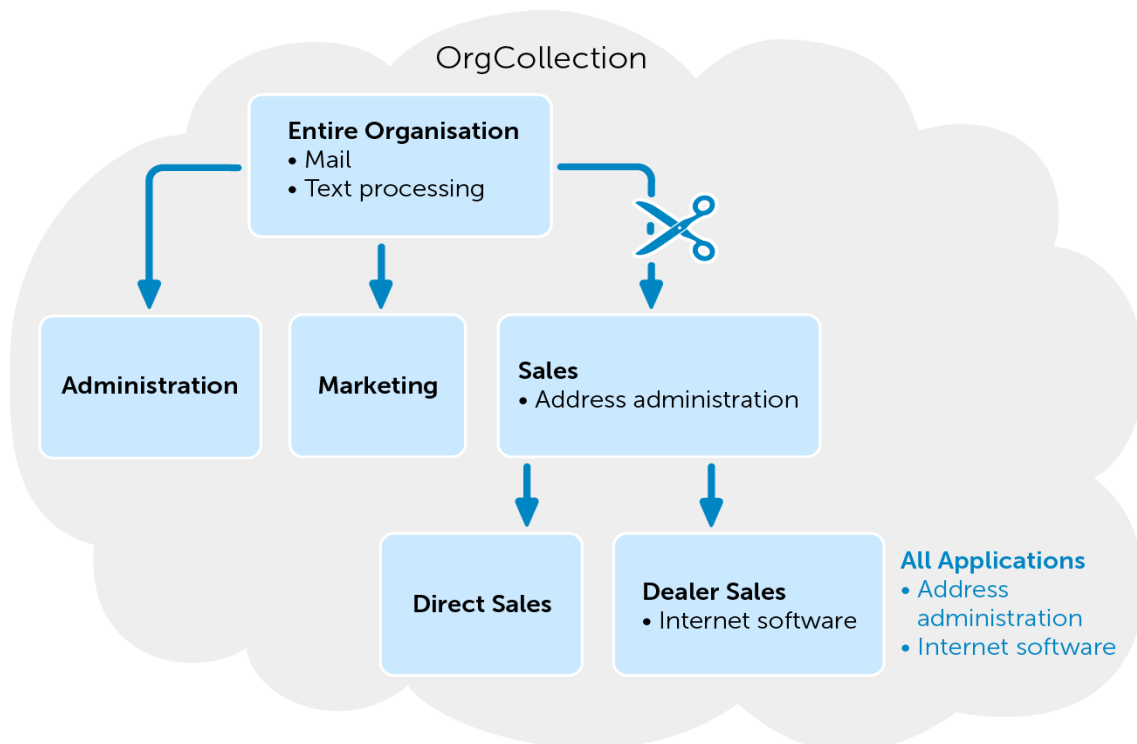 OrgCollection
Entire Organisation
• Mail
• Text processing
Administration
Marketing
Sales
• Address administration
Direct Sales
Dealer Sales
• Internet software
All Applications
• Address
administration
• Internet software